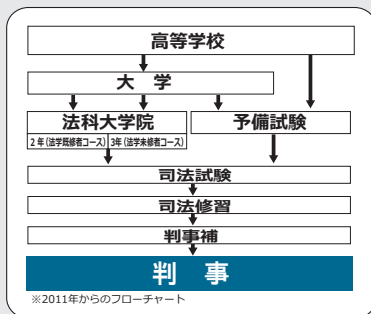 高等学校
大 学
法科大学院 予備試験
2年（法学既修者コース） 3年（法学未修者コース）
司法試験
司法修習
判事補
判 事
※2011年からのフローチャート